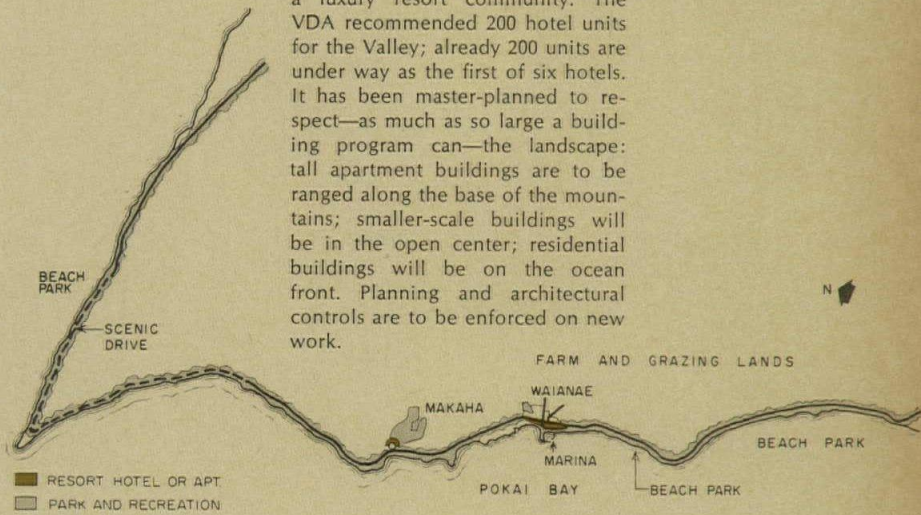 a luxury resort community. The
VDA recommended 200 hotel units
for the Valley; already 200 units are
under way as the first of six hotels.
It has been master-planned to re-
spect—as much as so large a build-
ing program can—the landscape:
tall apartment buildings are to be
ranged along the base of the moun-
tains; smaller-scale buildings will
be in the open center; residential
buildings will be on the ocean
front. Planning and architectural
controls are to be enforced on new
work.
BEACH
PARK
SCENIC
DRIVE
N
FARM AND GRAZING LANDS
WAIANAE
MAKAHA
MARINA
POKAI BAY
BEACH PARK
BEACH PARK
RESORT HOTEL OR APT.
PARK AND RECREATION